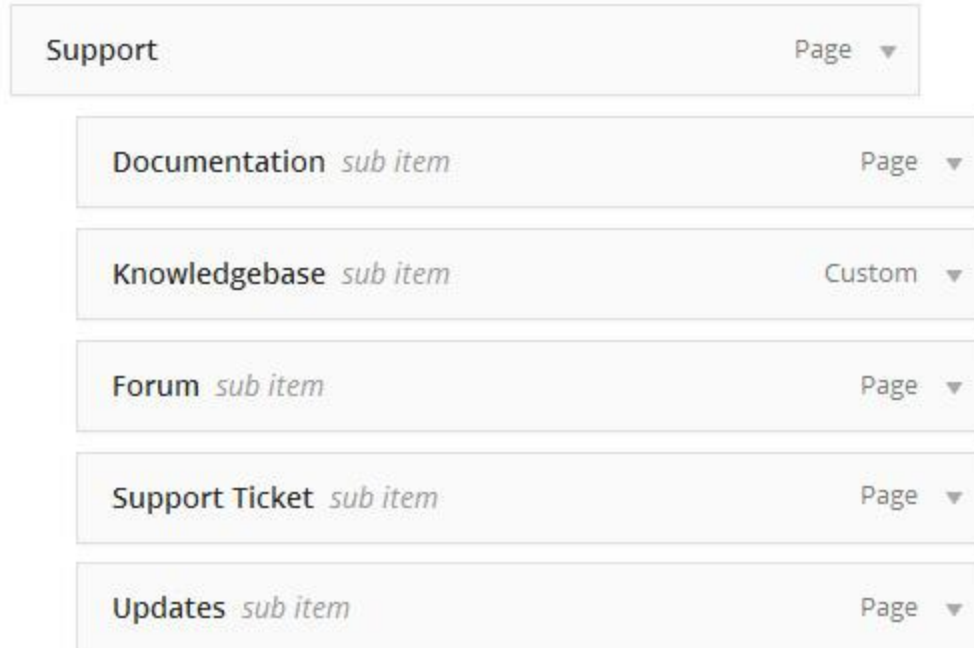 Support Page
Documentation sub item Page
Knowledgebase sub item Custom
Forum sub item Page
Support Ticket sub item Page
Updates sub item Page